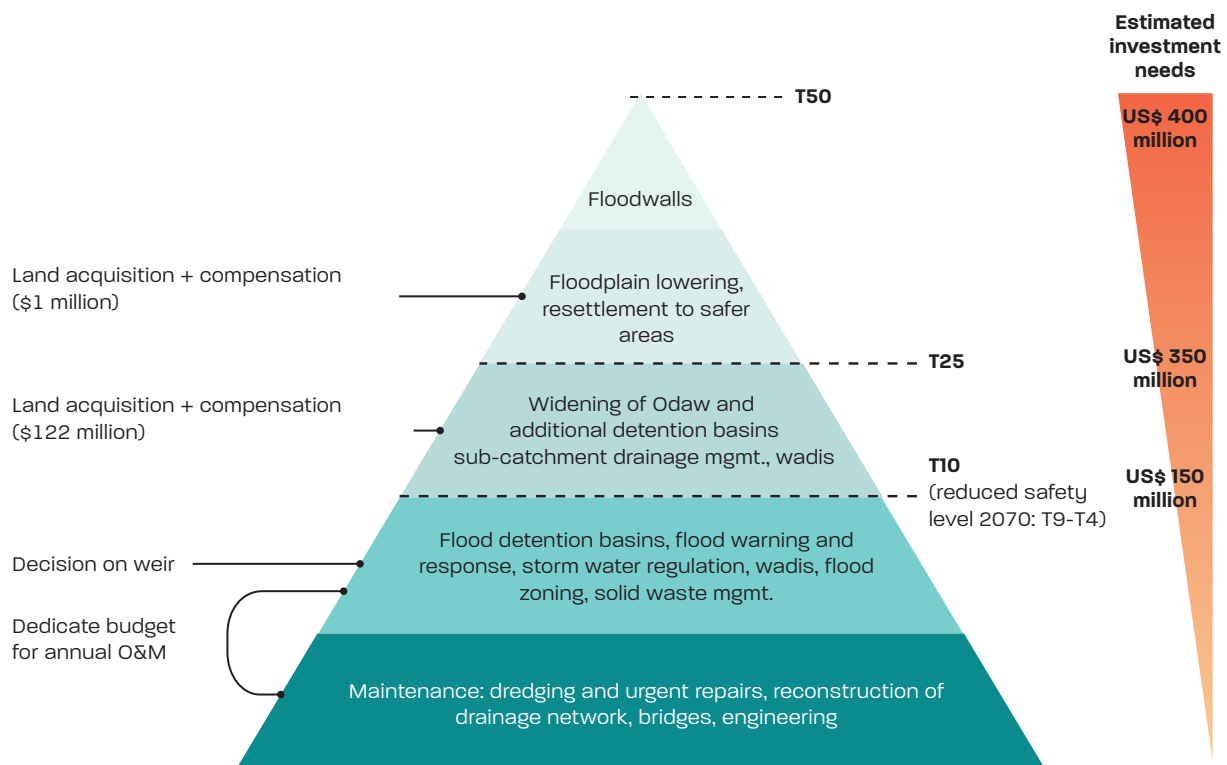 Estimated
investment
needs
T50
US$ 400
million
Floodwalls
Land acquisition + compensation
($1 million)
Floodplain lowering,
resettlement to safer
areas
T25
US$ 350
million
Land acquisition + compensation
($122 million)
Widening of Odaw and
additional detention basins
sub-catchment drainage mgmt., wadis
T10
(reduced safety
level 2070: T9-T4)
US$ 150
million
Decision on weir
Flood detention basins, flood warning and
response, storm water regulation, wadis, flood
zoning, solid waste mgmt.
Dedicate budget
for annual O&M
Maintenance: dredging and urgent repairs, reconstruction of
drainage network, bridges, engineering